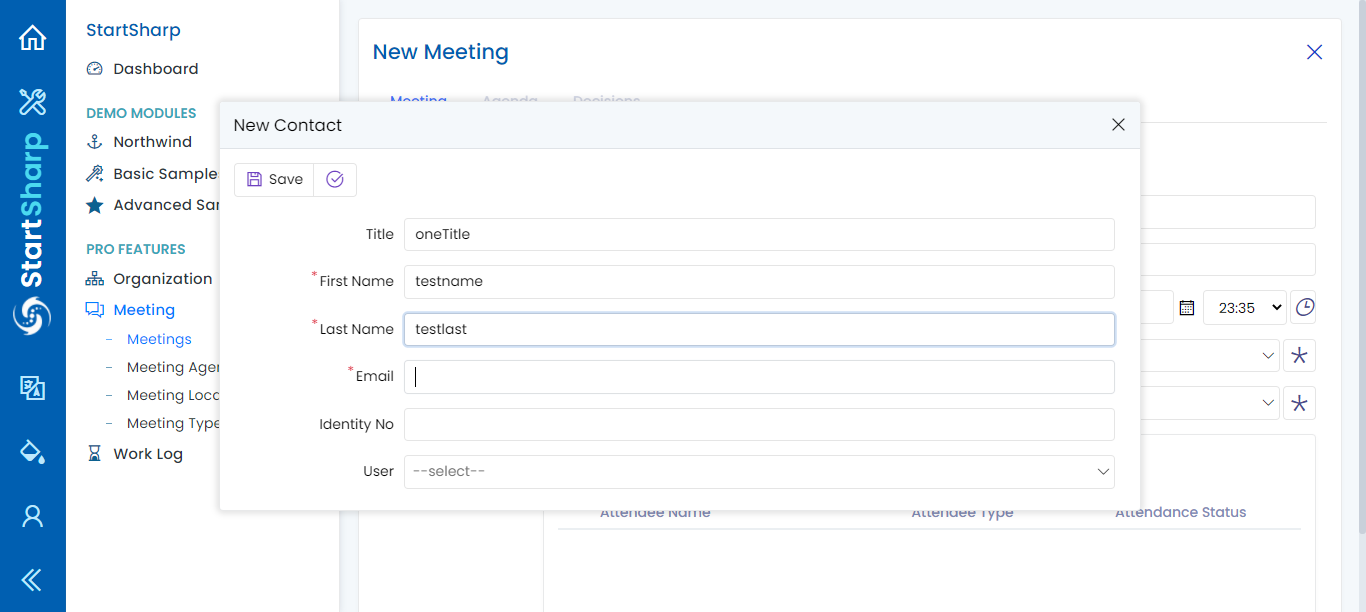 StartSharp
StartSharp
Dashboard
DEMO MODULES
Northwind
Basic Sample
Advanced Sar
PRO FEATURES
Organization
Meeting
Meetings
Meeting Ager
Meeting Loca
Meeting Type
Work Log
New Meeting
Meeting Agenda Decisions
New Contact
Save
Title oneTitle
* First Name testname
* Last Name testlast
* Email
Identity No
User --select--
23:35
Attendee Name Attendee Type Attendance Status